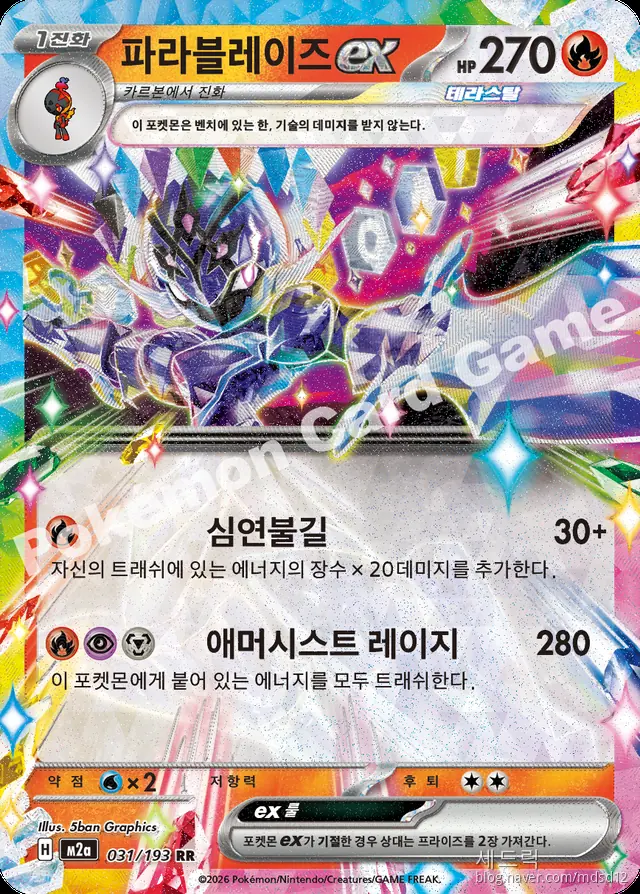 1진화
파라블레이즈 ex HP 270
카르본에서 진화
테라스탈
이 포켓몬은 벤치에 있는 한, 기술의 데미지를 받지 않는다.
Pokémon Card Game
심연불길 30+
자신의 트래쉬에 있는 에너지의 장수 × 20데미지를 추가한다.
애머시스트 레이지 280
이 포켓몬에게 붙어 있는 에너지를 모두 트래쉬한다.
약점 ×2 저항력 후퇴
ex 룰
포켓몬 ex가 기절한 경우 상대는 프라이즈를 2장 가져간다.
Illus. 5ban Graphics
H m2a 031/193 RR
©2026 Pokémon/Nintendo/Creatures/GAME FREAK.
세드릭
blog.naver.com/mdsd12